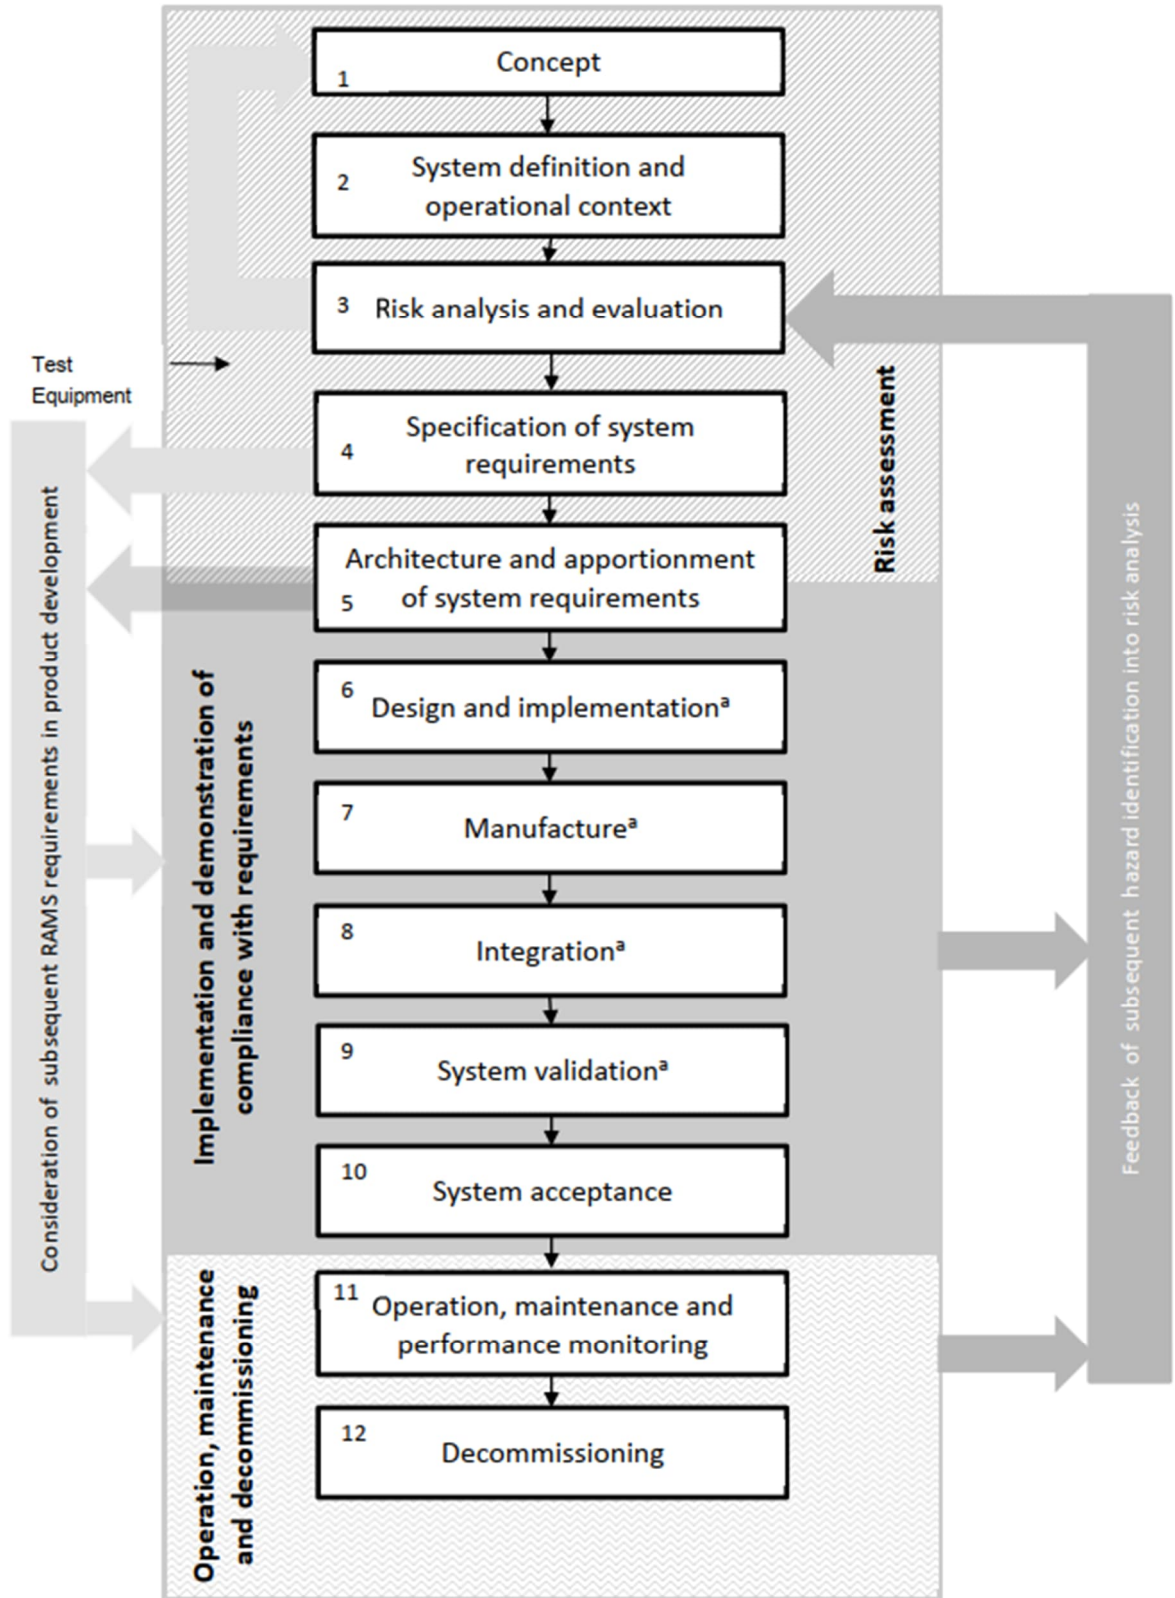 Concept
1
System definition and
2
operational context
3
Risk analysis and evaluation
Test
Equipment
Risk assessment
Specification of system
4
requirements
Architecture and apportionment
of system requirements
5
Consideration of subsequent RAMS requirements in product development
Feedback of subsequent hazard identification into risk analysis
Implementation and demonstration of
compliance with requirements
6
Design and implementationᵃ
7
Manufactureᵃ
8
Integrationᵃ
9
System validationᵃ
10
System acceptance
Operation, maintenance
and decommissioning
11
Operation, maintenance and
performance monitoring
12
Decommissioning